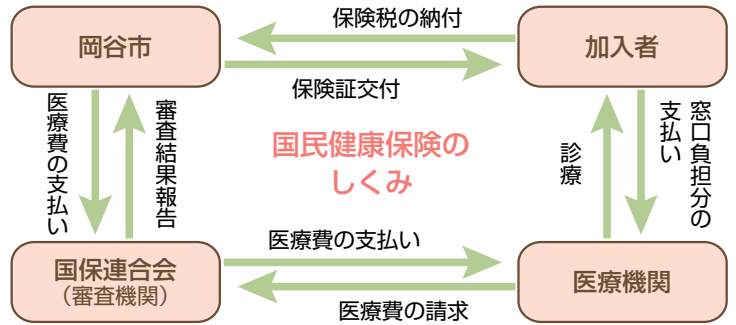 保険税の納付
岡谷市
加入者
保険証交付
医療費の支払い
審査結果報告
国民健康保険の
しくみ
診療
窓口負担分の
支払い
国保連合会
（審査機関）
医療費の支払い
医療機関
医療費の請求